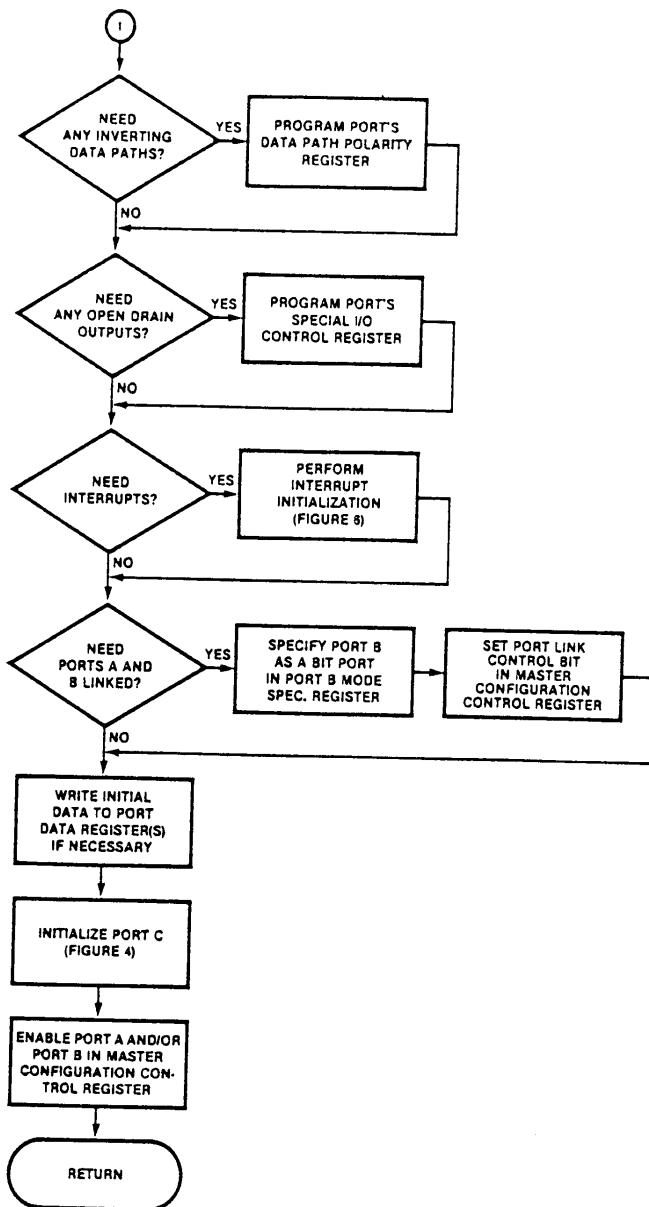 1
NEED
ANY INVERTING
DATA PATHS?
YES
PROGRAM PORT'S
DATA PATH POLARITY
REGISTER
NO
NEED
ANY OPEN DRAIN
OUTPUTS?
YES
PROGRAM PORT'S
SPECIAL I/O
CONTROL REGISTER
NO
NEED
INTERRUPTS?
YES
PERFORM
INTERRUPT
INITIALIZATION
(FIGURE 6)
NO
NEED
PORTS A AND
B LINKED?
YES
SPECIFY PORT B
AS A BIT PORT
IN PORT B MODE
SPEC. REGISTER
SET PORT LINK
CONTROL BIT
IN MASTER
CONFIGURATION
CONTROL REGISTER
NO
WRITE INITIAL
DATA TO PORT
DATA REGISTER(S)
IF NECESSARY
INITIALIZE PORT C
(FIGURE 4)
ENABLE PORT A AND/OR
PORT B IN MASTER
CONFIGURATION CON-
TROL REGISTER
RETURN